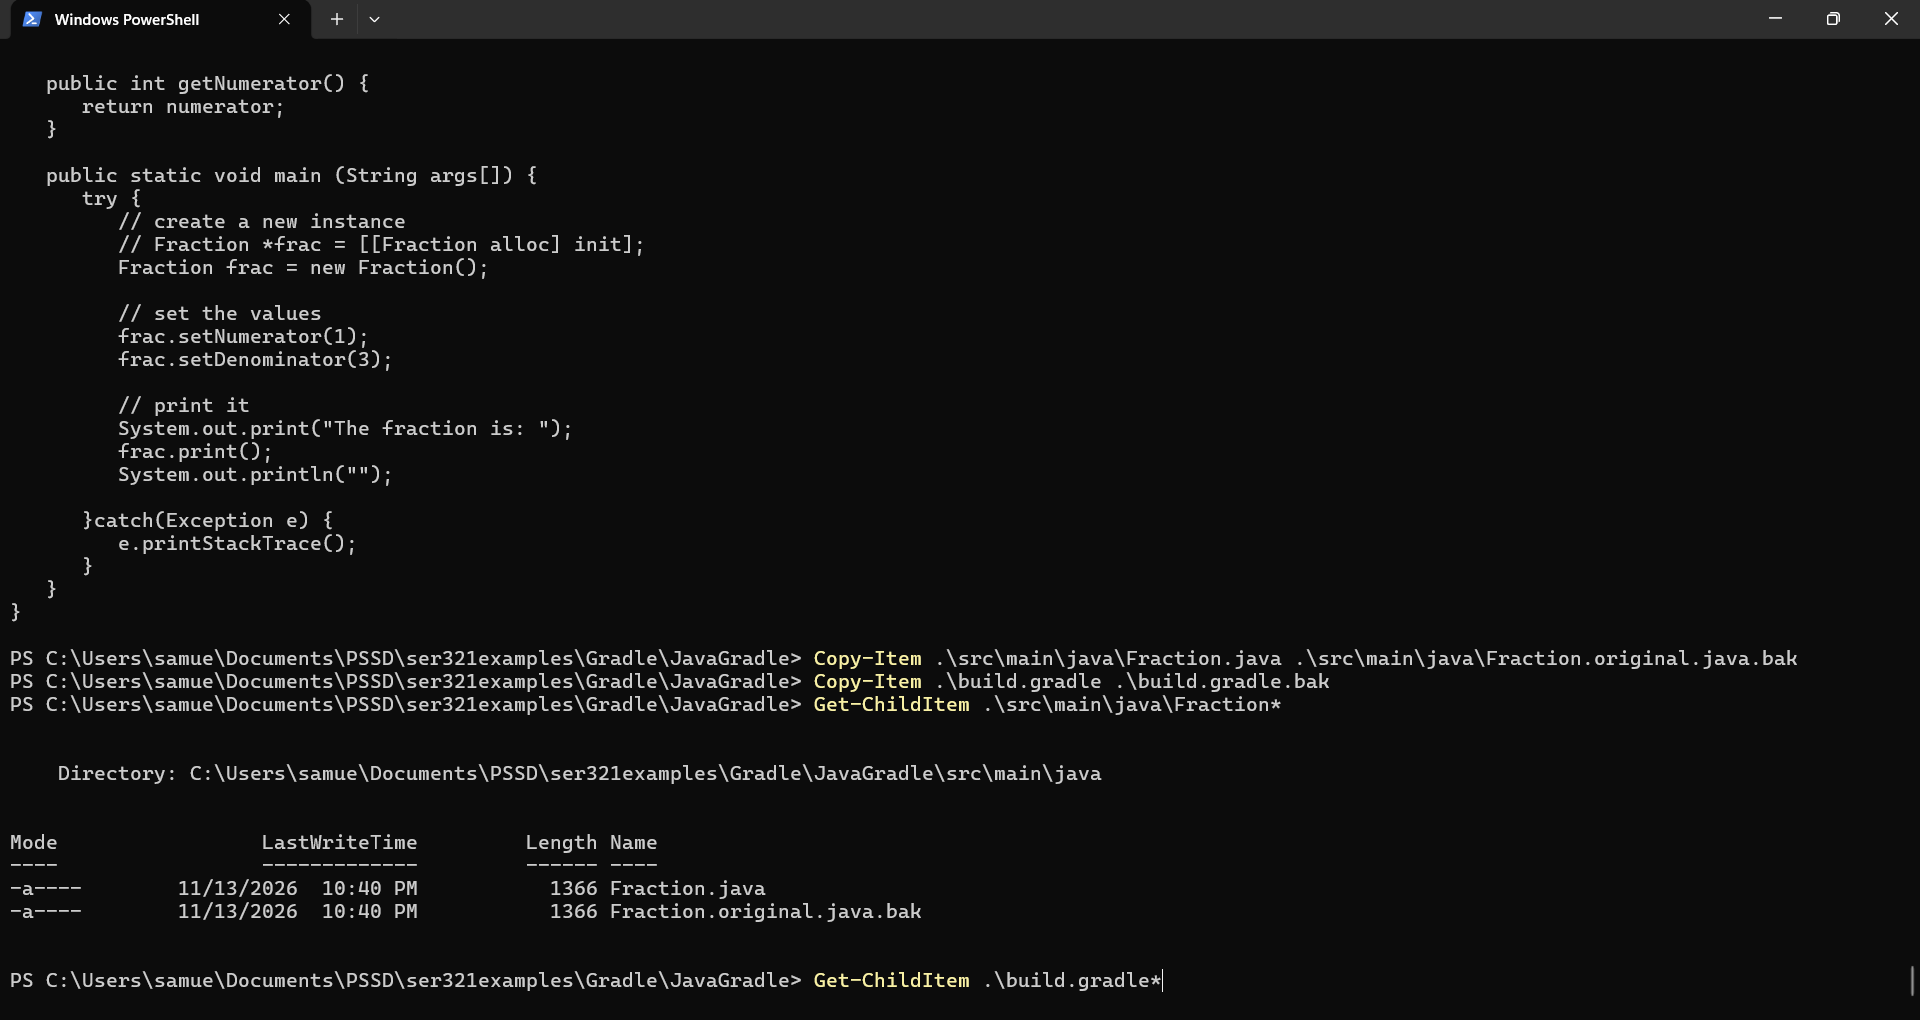 Windows PowerShell
   public int getNumerator() {
      return numerator;
   }
   public static void main (String args[]) {
      try {
         // create a new instance
         // Fraction *frac = [[Fraction alloc] init];
         Fraction frac = new Fraction();
         // set the values
         frac.setNumerator(1);
         frac.setDenominator(3);
         // print it
         System.out.print("The fraction is: ");
         frac.print();
         System.out.println("");
      }catch(Exception e) {
         e.printStackTrace();
      }
   }
}
PS C:\Users\samue\Documents\PSSD\ser321examples\Gradle\JavaGradle> Copy-Item .\src\main\java\Fraction.java .\src\main\java\Fraction.original.java.bak
PS C:\Users\samue\Documents\PSSD\ser321examples\Gradle\JavaGradle> Copy-Item .\build.gradle .\build.gradle.bak
PS C:\Users\samue\Documents\PSSD\ser321examples\Gradle\JavaGradle> Get-ChildItem .\src\main\java\Fraction*
    Directory: C:\Users\samue\Documents\PSSD\ser321examples\Gradle\JavaGradle\src\main\java
Mode                 LastWriteTime         Length Name
----                 -------------         ------ ----
-a----        11/13/2026  10:40 PM           1366 Fraction.java
-a----        11/13/2026  10:40 PM           1366 Fraction.original.java.bak
PS C:\Users\samue\Documents\PSSD\ser321examples\Gradle\JavaGradle> Get-ChildItem .\build.gradle*